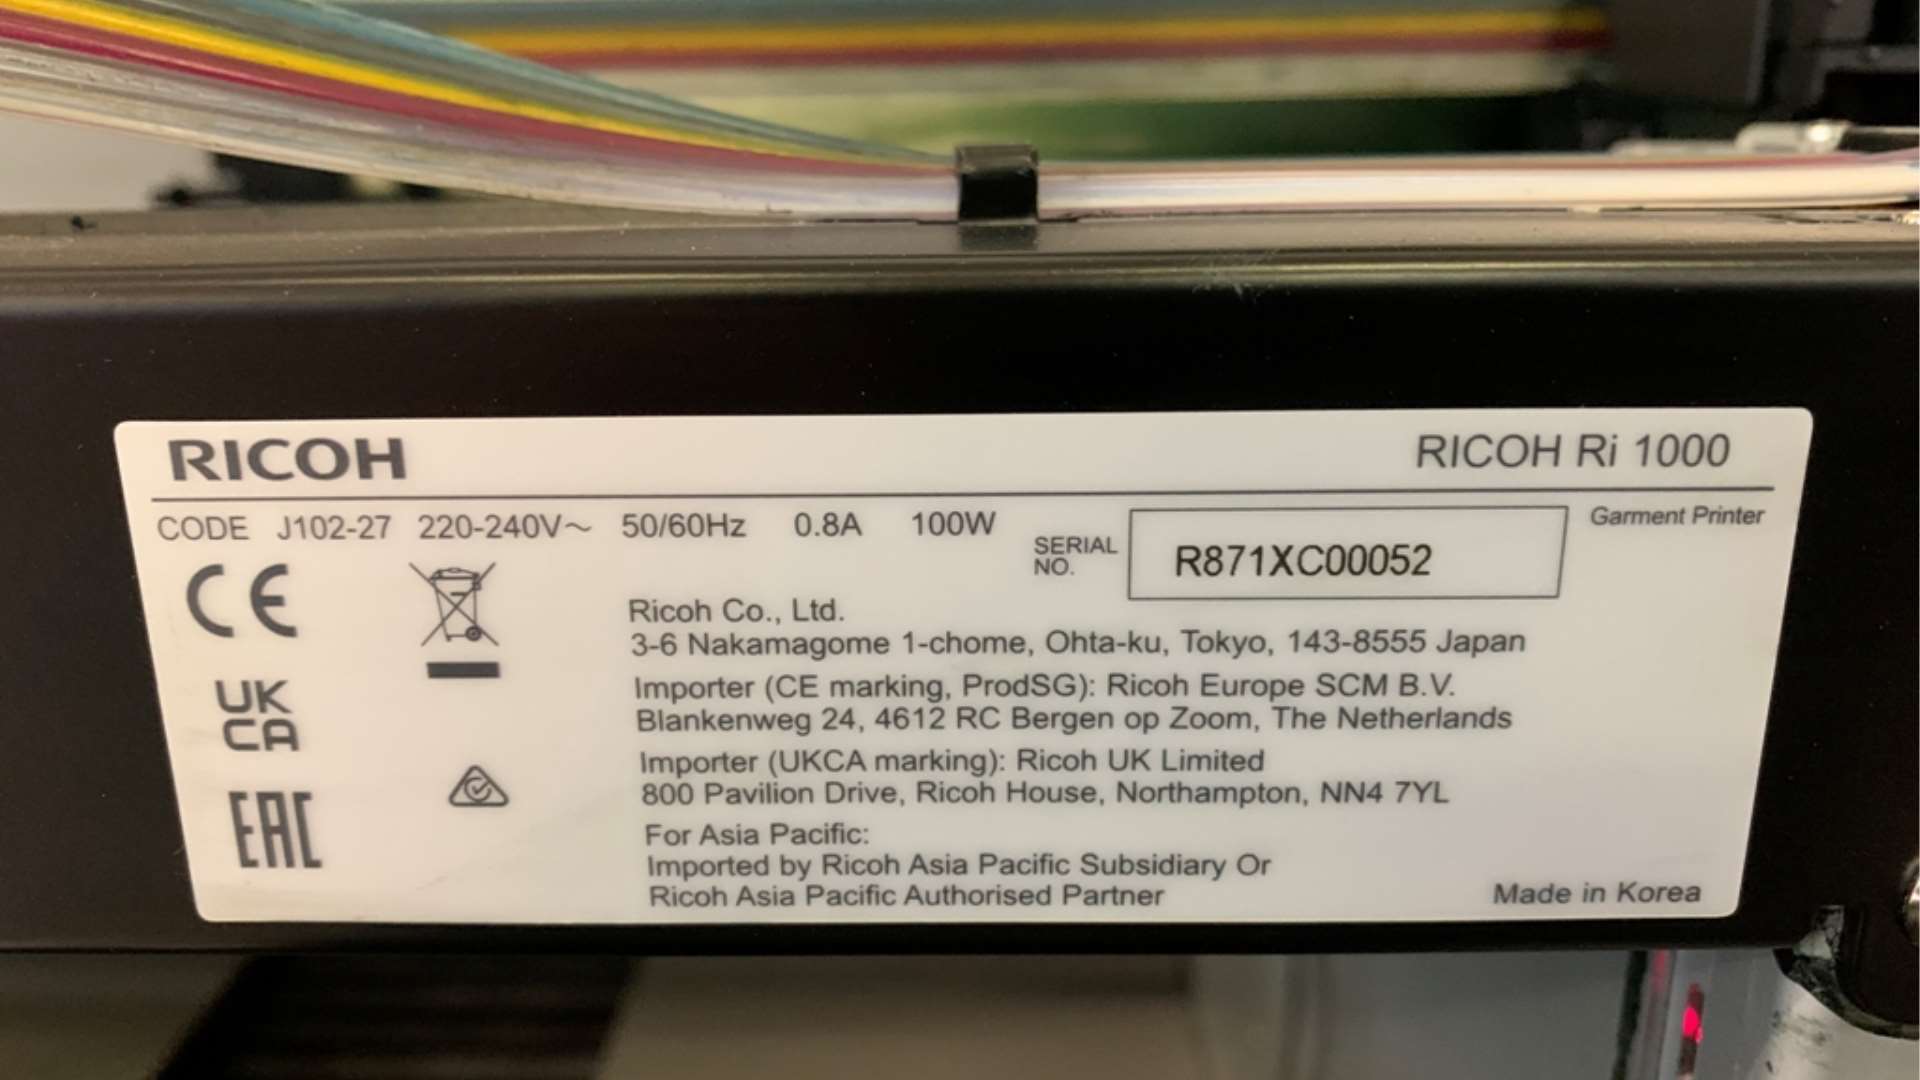 RICOH
RICOH Ri 1000
CODE J102-27 220-240V～ 50/60Hz 0.8A 100W
Garment Printer
SERIAL NO. R871XC00052
CE
UK
CA
EAC
Ricoh Co., Ltd.
3-6 Nakamagome 1-chome, Ohta-ku, Tokyo, 143-8555 Japan
Importer (CE marking, ProdSG): Ricoh Europe SCM B.V.
Blankenweg 24, 4612 RC Bergen op Zoom, The Netherlands
Importer (UKCA marking): Ricoh UK Limited
800 Pavilion Drive, Ricoh House, Northampton, NN4 7YL
For Asia Pacific:
Imported by Ricoh Asia Pacific Subsidiary Or
Ricoh Asia Pacific Authorised Partner
Made in Korea